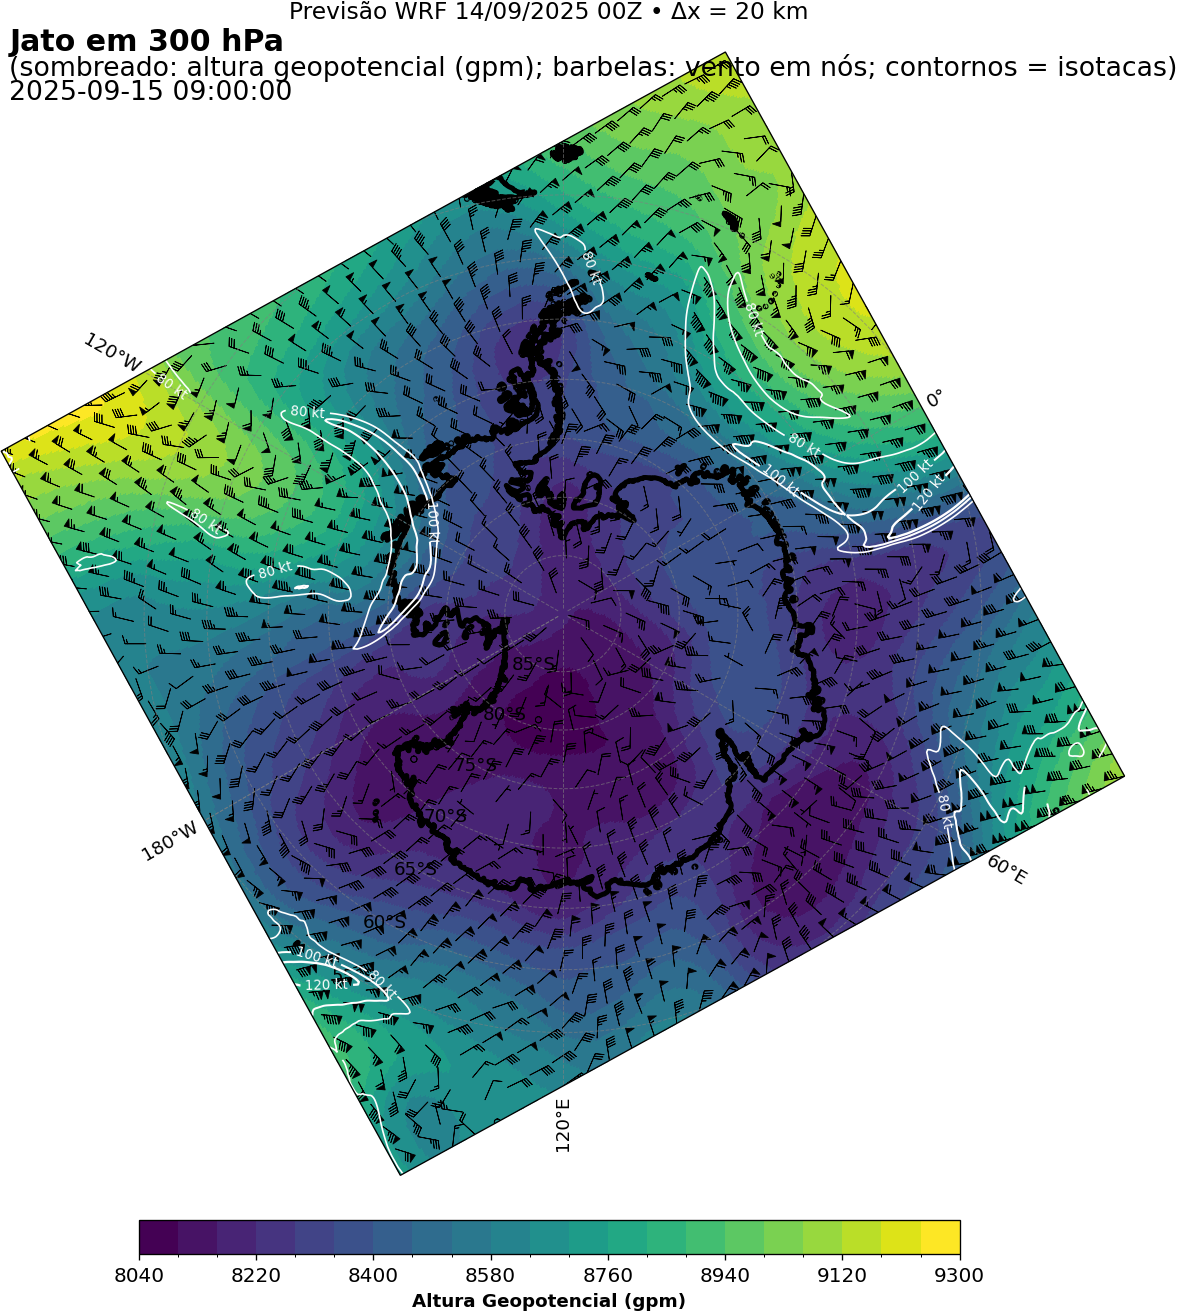 Previsão WRF 14/09/2025 00Z • Δx = 20 km
Jato em 300 hPa
(sombreado: altura geopotencial (gpm); barbelas: vento em nós; contornos = isotacas)
2025-09-15 09:00:00
80 kt
80 kt
120°W
80 kt
0°
80 kt
80 kt
100 kt
100 kt
120 kt
80 kt
100 kt
80 kt
85°S
80°S
75°S
80 kt
70°S
180°W
65°S
60°E
60°S
100 kt
80 kt
120 kt
120°E
8040 8220 8400 8580 8760 8940 9120 9300
Altura Geopotencial (gpm)